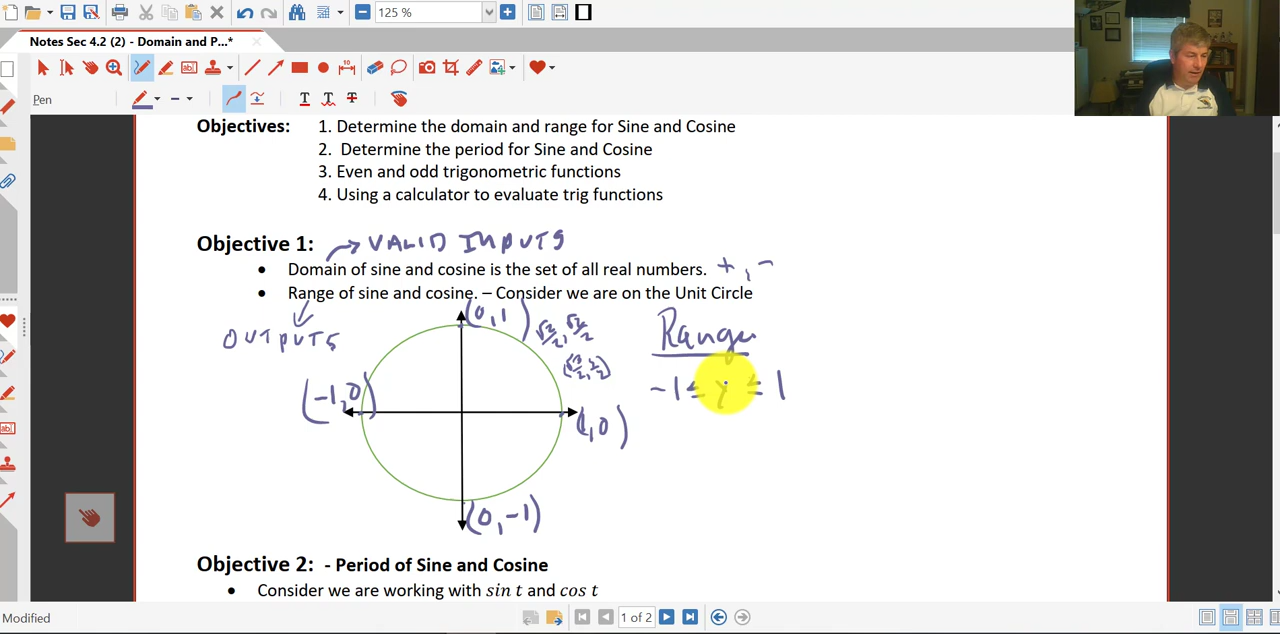 125 %
Notes Sec 4.2 (2) - Domain and P...*
Pen
Objectives: 1. Determine the domain and range for Sine and Cosine
2. Determine the period for Sine and Cosine
3. Even and odd trigonometric functions
4. Using a calculator to evaluate trig functions
Objective 1: VALID INPUTS
• Domain of sine and cosine is the set of all real numbers. +, -
• Range of sine and cosine. – Consider we are on the Unit Circle
OUTPUTS
(0, 1)
√2/2, √2/2
Range
(-1, 0)
-1 ≤ y ≤ 1
(1, 0)
(0, -1)
Objective 2: - Period of Sine and Cosine
• Consider we are working with sin t and cos t
Modified
1 of 2